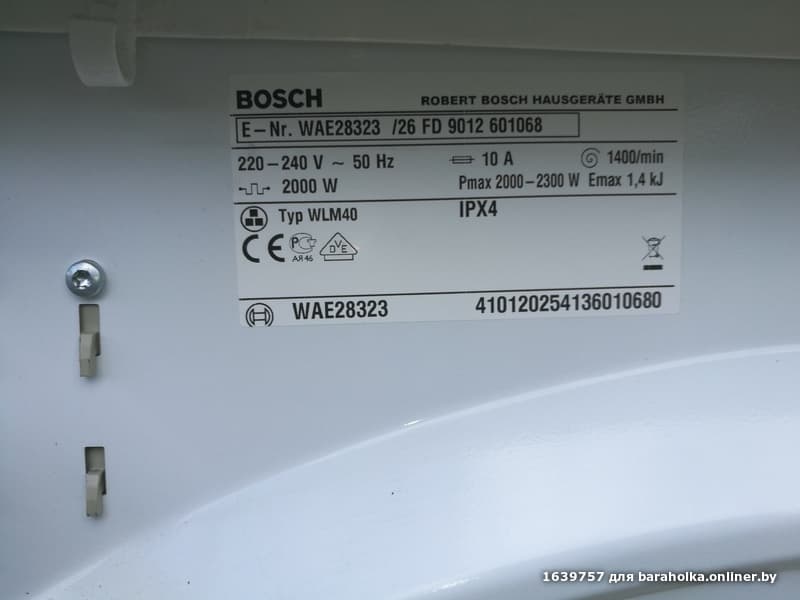 BOSCH ROBERT BOSCH HAUSGERÄTE GMBH
E-Nr. WAE28323 /26 FD 9012 601068
220-240 V ~ 50 Hz 10 A 1400/min
2000 W Pmax 2000-2300 W Emax 1,4 kJ
Typ WLM40 IPX4
CE PC VDE
АЯ46
WAE28323 410120254136010680
1639757 для baraholka.onliner.by